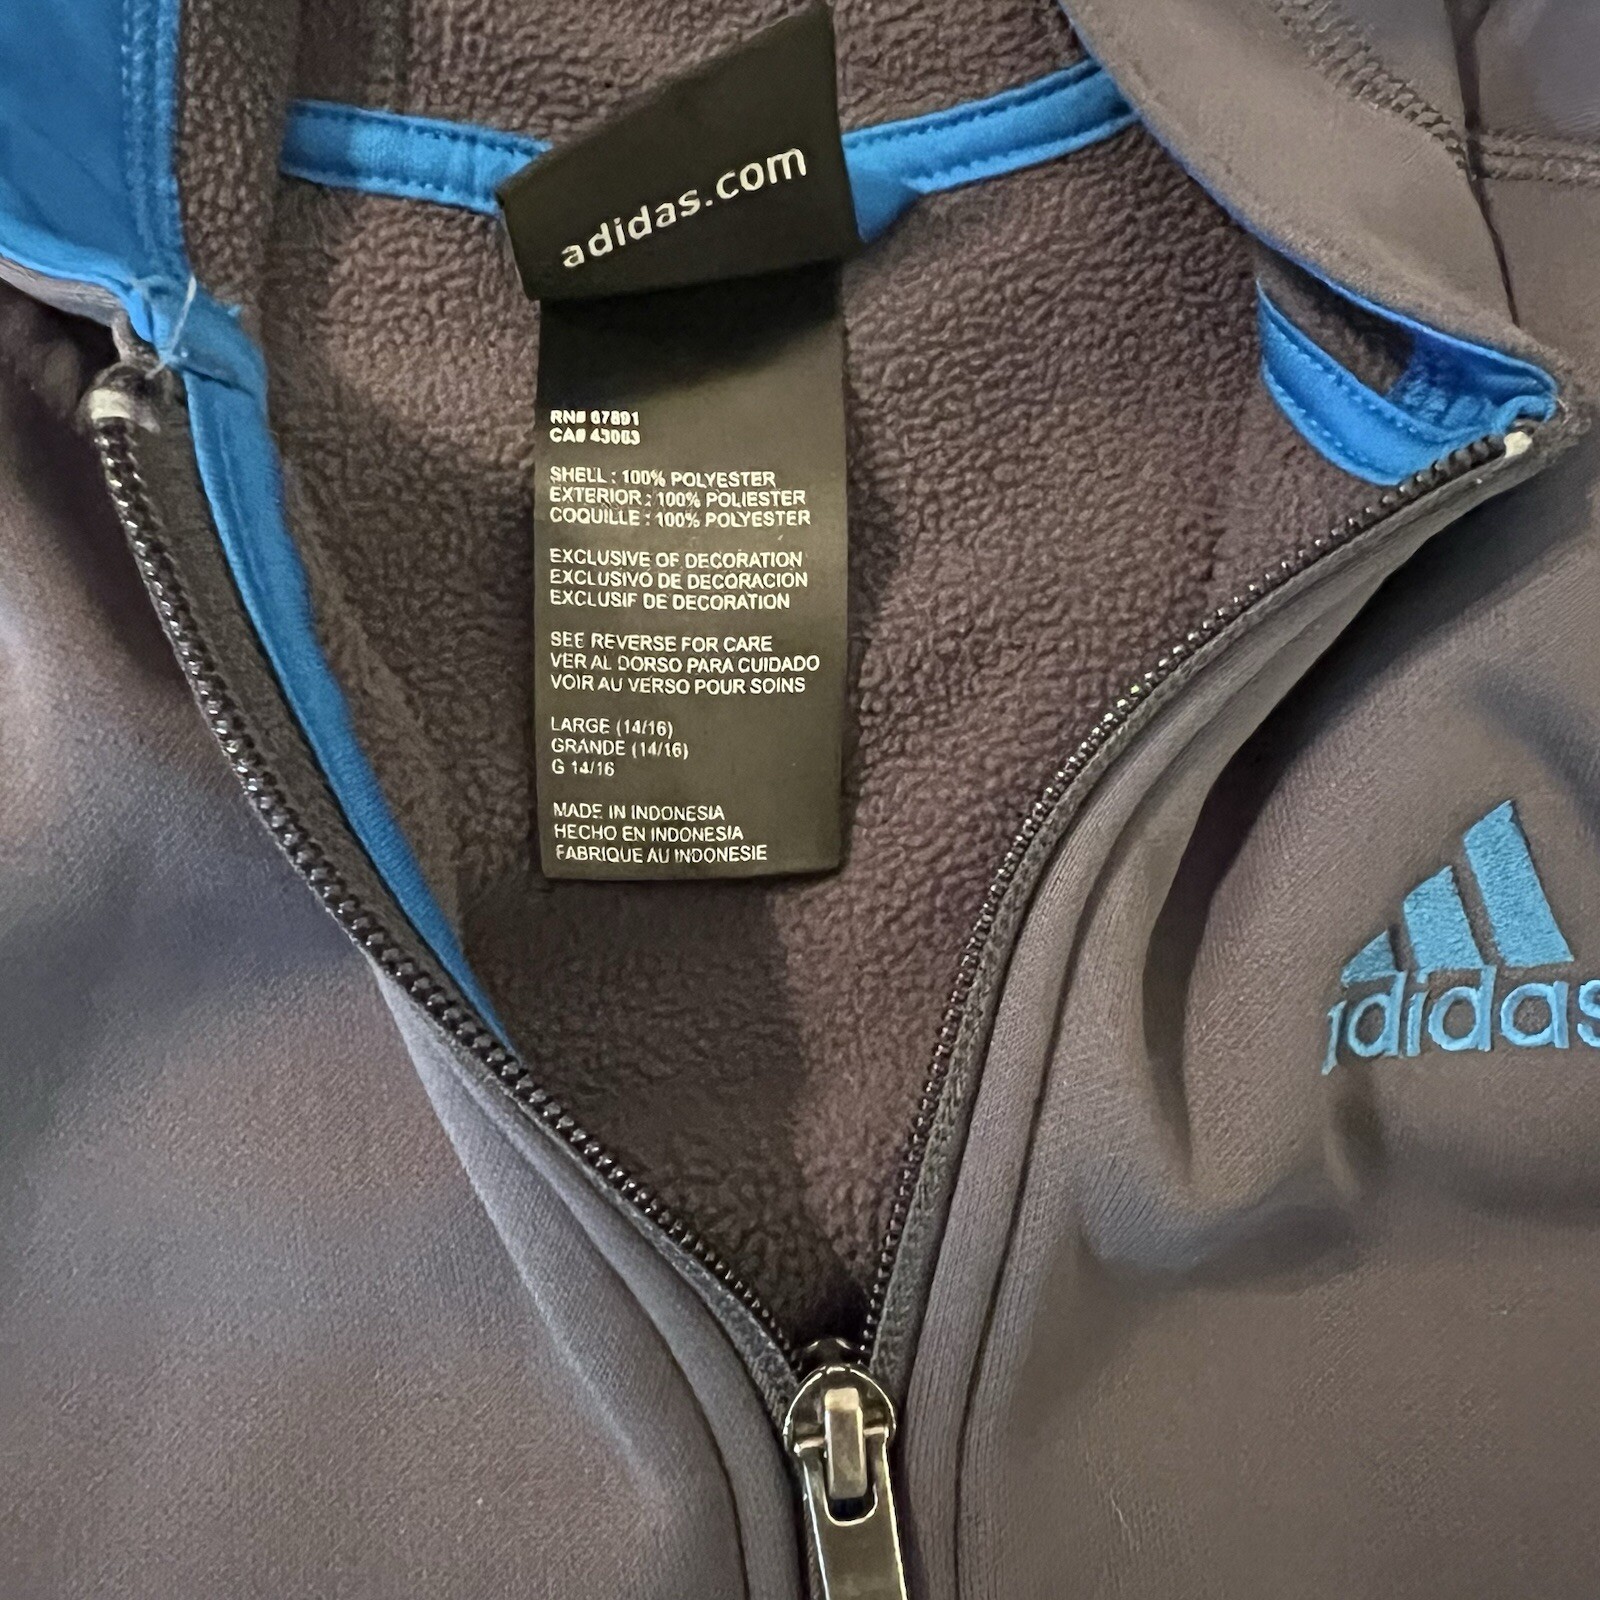 adidas.com
RN# 67891
CA# 43063
SHELL : 100% POLYESTER
EXTERIOR : 100% POLIESTER
COQUILLE : 100% POLYESTER
EXCLUSIVE OF DECORATION
EXCLUSIVO DE DECORACION
EXCLUSIF DE DECORATION
SEE REVERSE FOR CARE
VER AL DORSO PARA CUIDADO
VOIR AU VERSO POUR SOINS
LARGE (14/16)
GRANDE (14/16)
G 14/16
MADE IN INDONESIA
HECHO EN INDONESIA
FABRIQUE AU INDONESIE
adidas